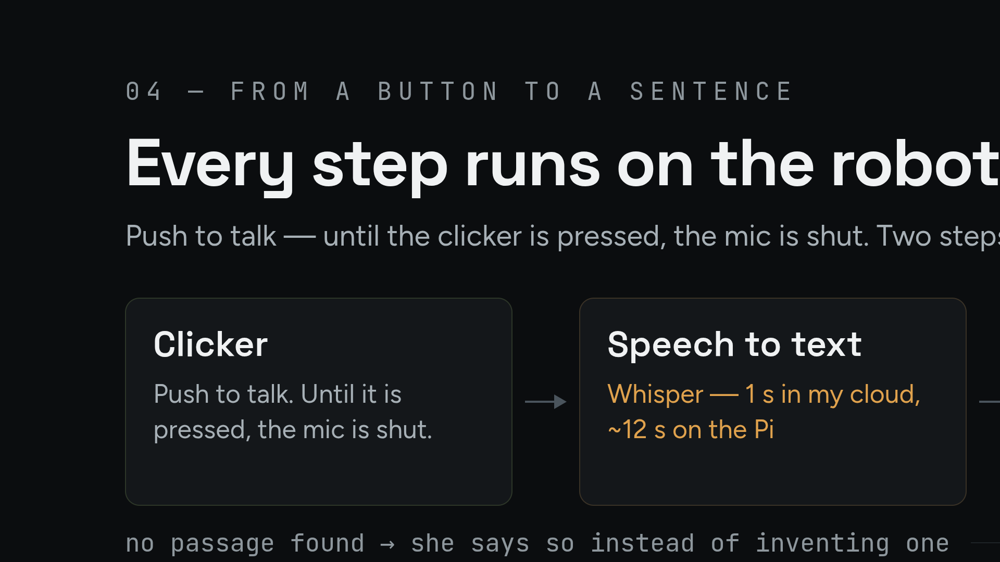 04 — FROM A BUTTON TO A SENTENCE
Every step runs on the robot
Push to talk — until the clicker is pressed, the mic is shut. Two steps
Clicker
Push to talk. Until it is
pressed, the mic is shut.
Speech to text
Whisper — 1 s in my cloud,
~12 s on the Pi
no passage found → she says so instead of inventing one